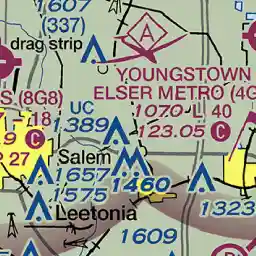 1607
(337)
A
drag strip
YOUNGSTOWN
ELSER METRO (4G
S (8G8)
UC
1070 L 40
1389
123.05 C
18
C
P 27
Salem
1657
1460
1575
1323
Leetonia
1609